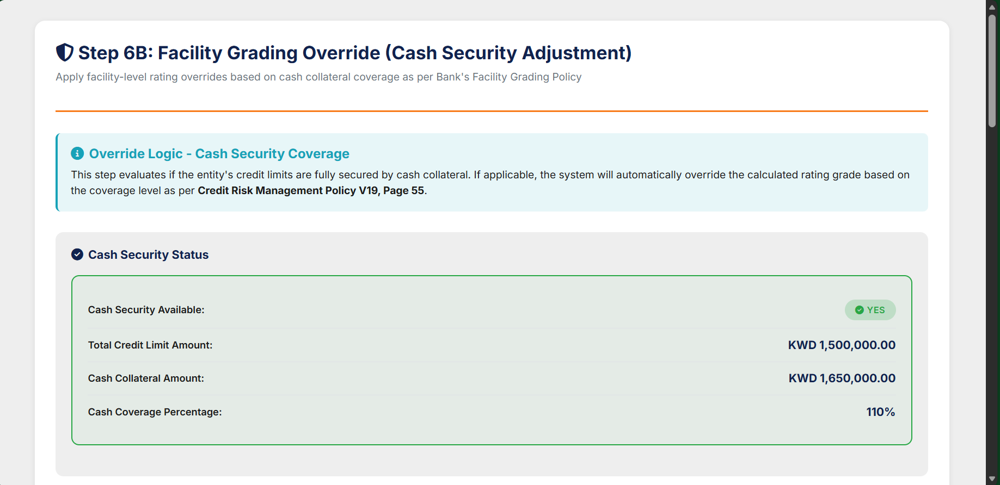 Step 6B: Facility Grading Override (Cash Security Adjustment)
Apply facility-level rating overrides based on cash collateral coverage as per Bank's Facility Grading Policy
Override Logic - Cash Security Coverage
This step evaluates if the entity's credit limits are fully secured by cash collateral. If applicable, the system will automatically override the calculated rating grade based on
the coverage level as per Credit Risk Management Policy V19, Page 55.
Cash Security Status
Cash Security Available:
YES
Total Credit Limit Amount:
KWD 1,500,000.00
Cash Collateral Amount:
KWD 1,650,000.00
Cash Coverage Percentage:
110%